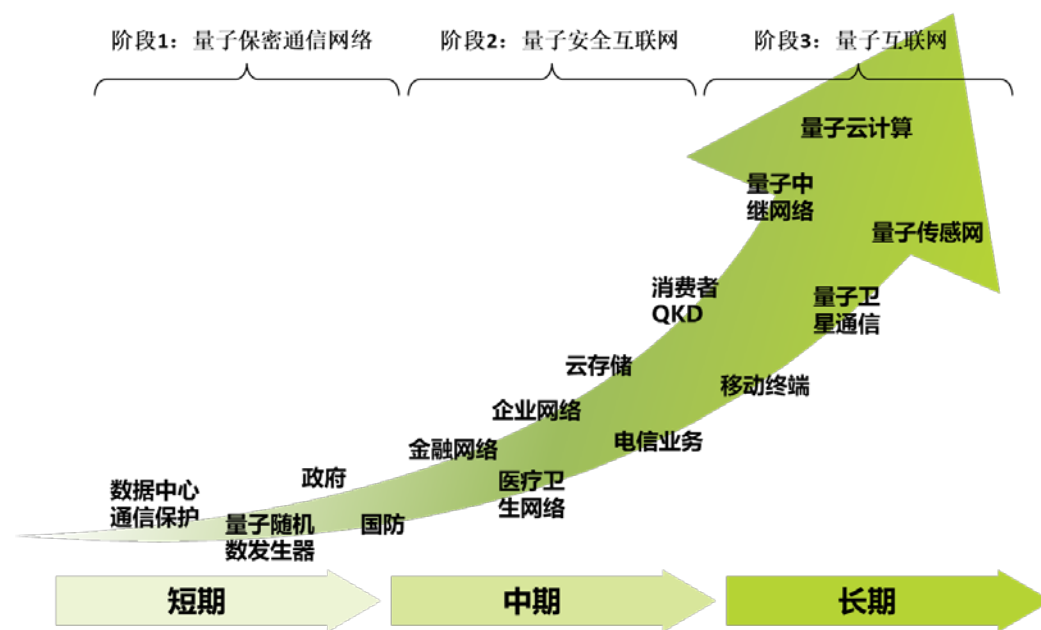 阶段1：量子保密通信网络
阶段2：量子安全互联网
阶段3：量子互联网
量子云计算
量子中
继网络
量子传感网
消费者
QKD
量子卫
星通信
云存储
移动终端
企业网络
电信业务
金融网络
医疗卫
生网络
政府
数据中心
通信保护
量子随机
数发生器
国防
短期
中期
长期